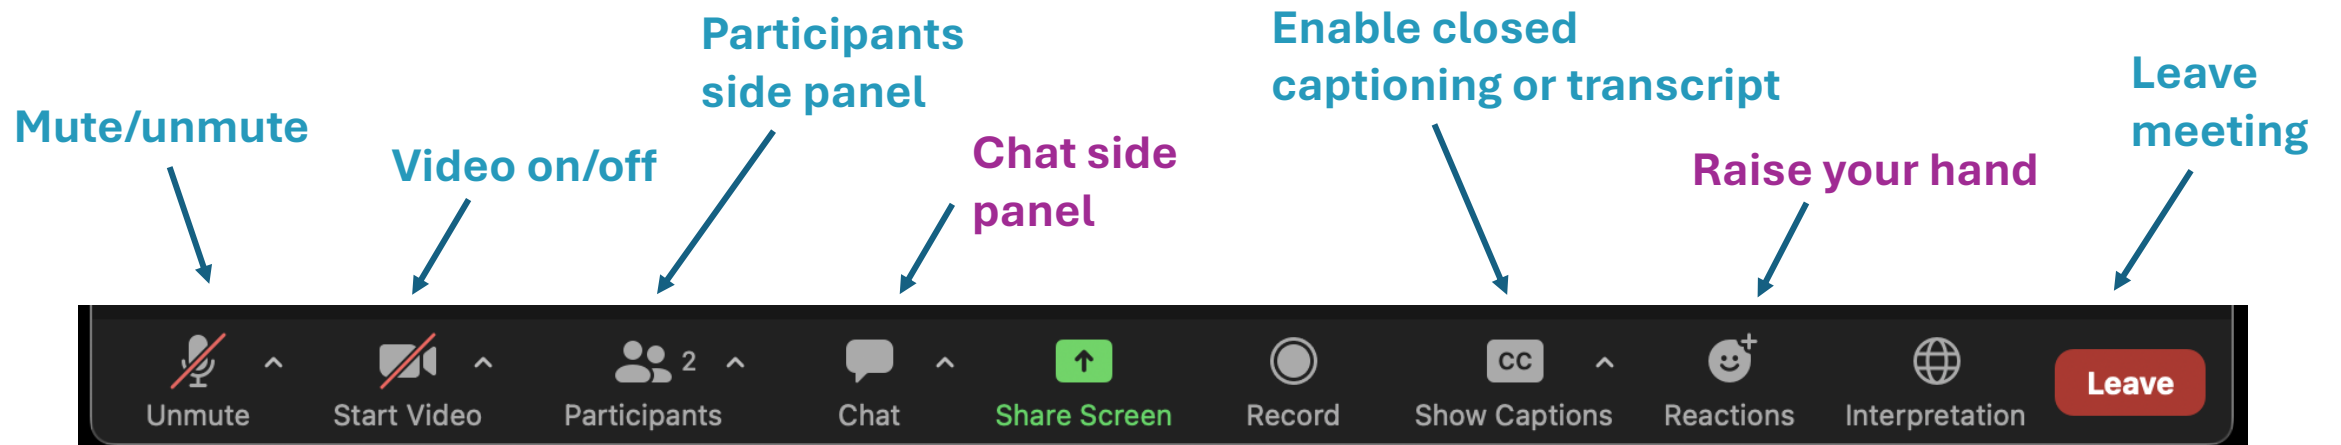 Mute/unmute
Video on/off
Participants
side panel
Chat side
panel
Enable closed
captioning or transcript
Raise your hand
Leave
meeting
Unmute
Start Video
2
Participants
Chat
Share Screen
Record
CC
Show Captions
Reactions
Interpretation
Leave